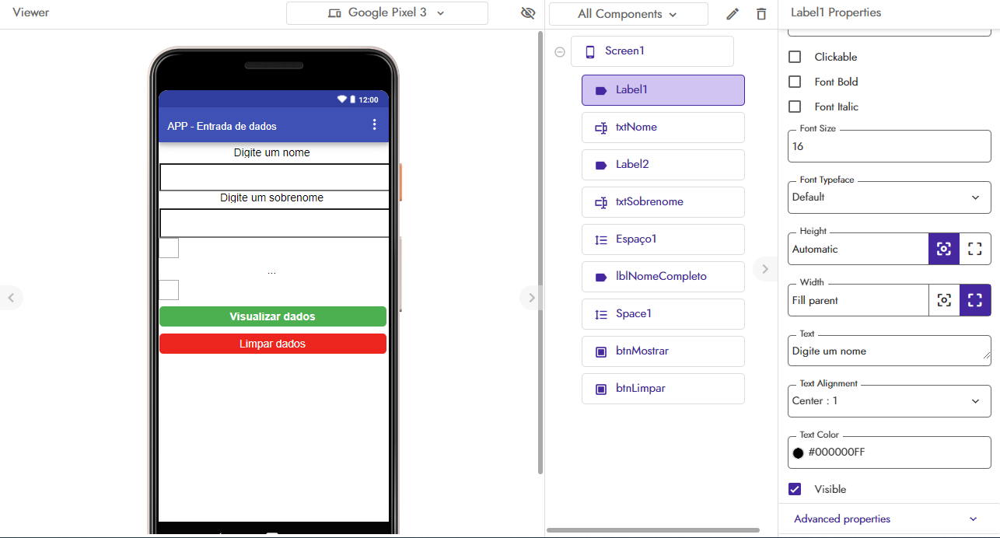 Viewer
Google Pixel 3
12:00
APP - Entrada de dados
Digite um nome
Digite um sobrenome
...
Visualizar dados
Limpar dados
All Components
Screen1
Label1
txtNome
Label2
txtSobrenome
Espaço1
lblNomeCompleto
Space1
btnMostrar
btnLimpar
Label1 Properties
Clickable
Font Bold
Font Italic
Font Size
16
Font Typeface
Default
Height
Automatic
Width
Fill parent
Text
Digite um nome
Text Alignment
Center : 1
Text Color
#000000FF
Visible
Advanced properties